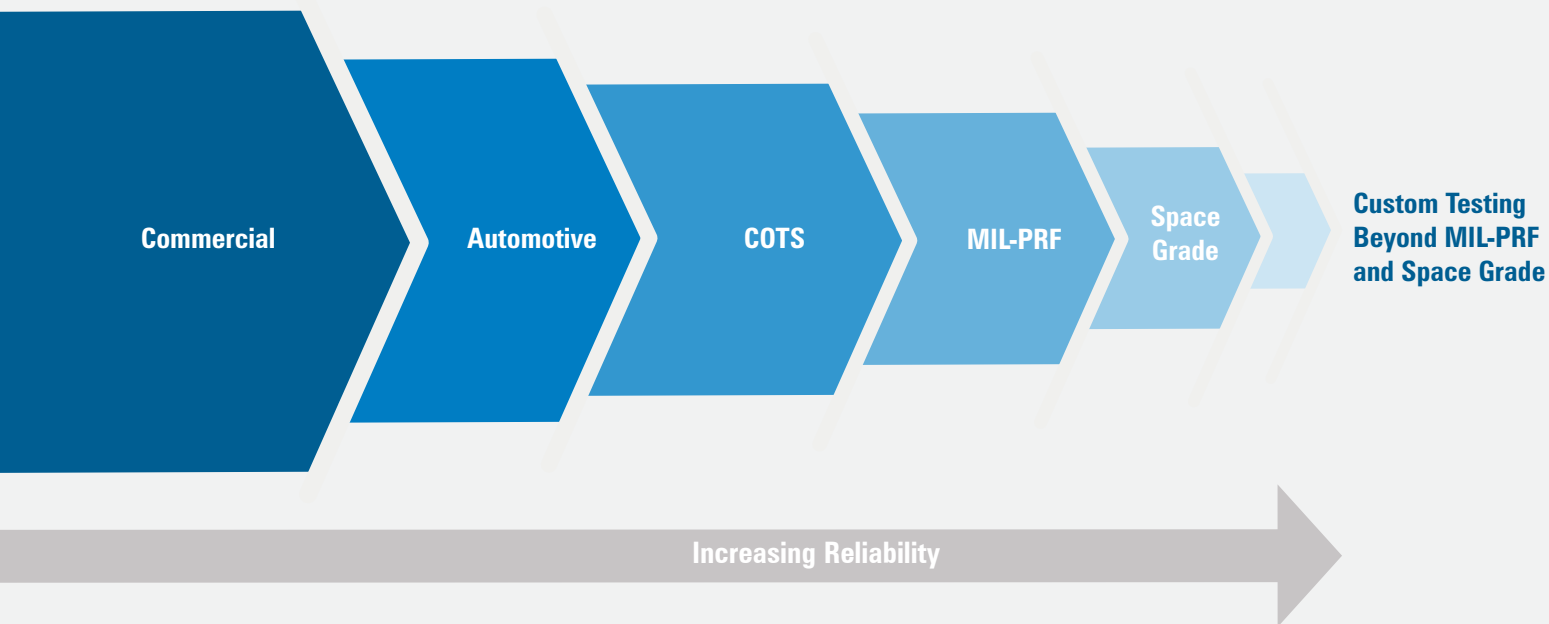 Commercial
Automotive
COTS
MIL-PRF
Space
Grade
Custom Testing
Beyond MIL-PRF
and Space Grade
Increasing Reliability